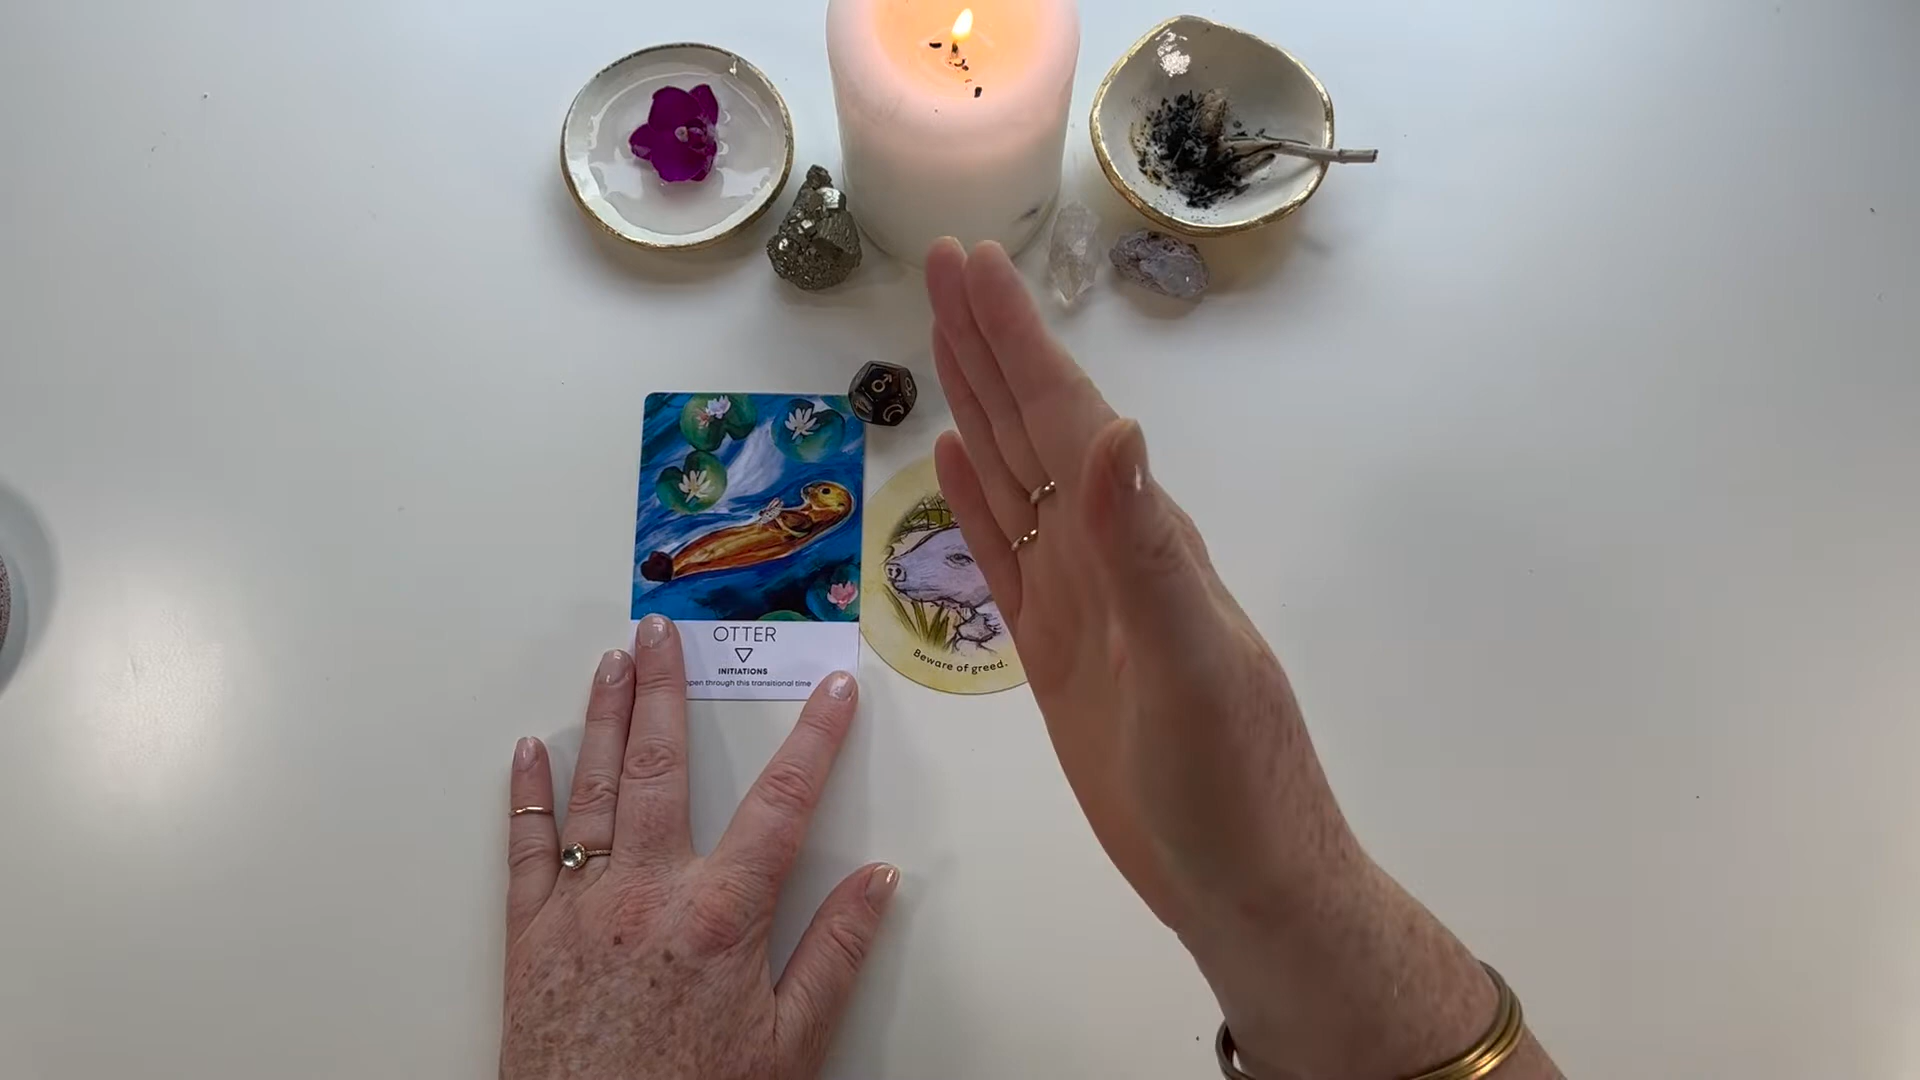 OTTER
INITIATIONS
open through this transitional time
Beware of greed.